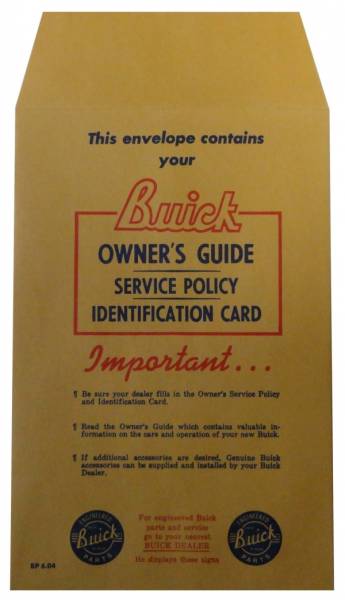 This envelope contains
your
Buick
OWNER'S GUIDE
SERVICE POLICY
IDENTIFICATION CARD
Important...
¶ Be sure your dealer fills in the Owner's Service Policy
and Identification Card.
¶ Read the Owner's Guide which contains valuable in-
formation on the care and operation of your new Buick.
¶ If additional accessories are desired, Genuine Buick
accessories can be supplied and installed by your Buick
Dealer.
ENGINEERED
Buick
PARTS
For engineered Buick
parts and service
go to your nearest
BUICK DEALER
He displays these signs
ENGINEERED
Buick
PARTS
BP 6.04